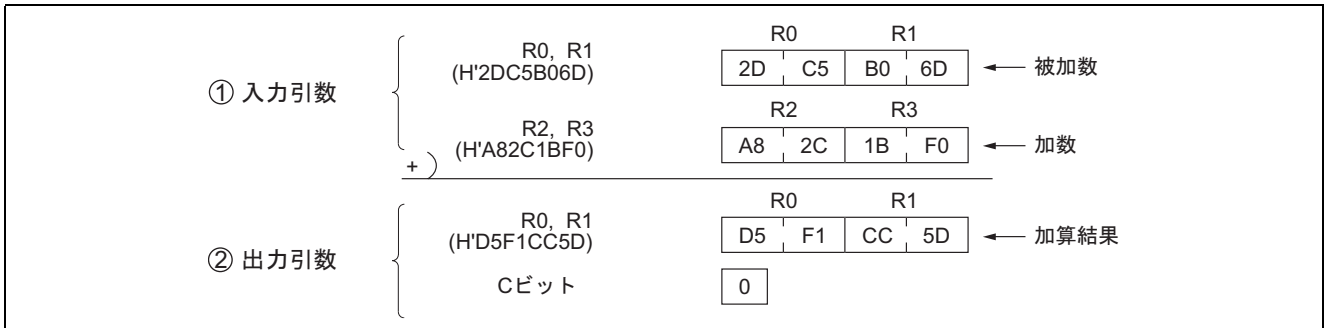 ① 入力引数
R0, R1
(H'2DC5B06D)
R0 R1
2D C5 B0 6D ← 被加数
R2, R3
(H'A82C1BF0)
R2 R3
A8 2C 1B F0 ← 加数
+ )
② 出力引数
R0, R1
(H'D5F1CC5D)
R0 R1
D5 F1 CC 5D ← 加算結果
Cビット 0